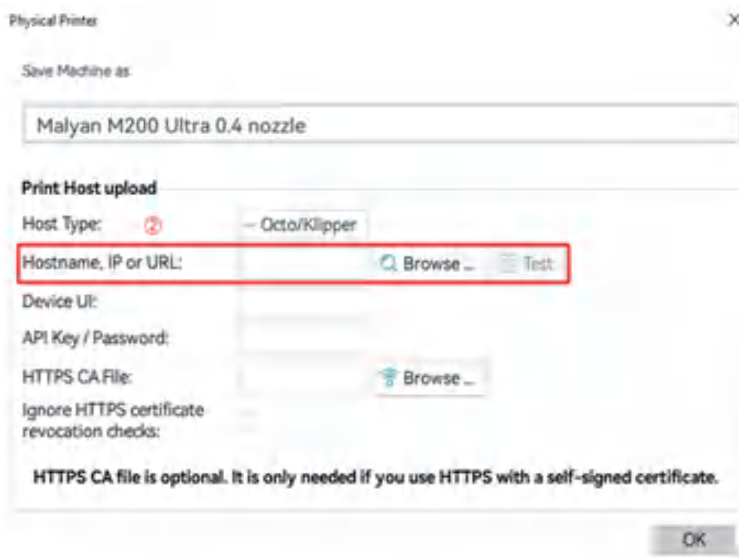 Physical Printer
Save Machine as
Malyan M200 Ultra 0.4 nozzle
Print Host upload
Host Type: ② Octo/Klipper
Hostname, IP or URL: Browse ... Test
Device UI:
API Key / Password:
HTTPS CA File: Browse ...
Ignore HTTPS certificate
revocation checks:
HTTPS CA file is optional. It is only needed if you use HTTPS with a self-signed certificate.
OK